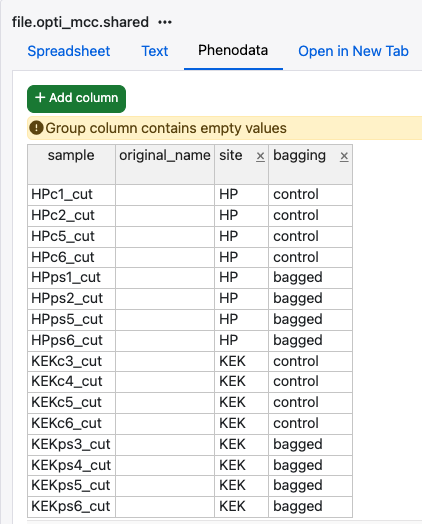 file.opti_mcc.shared •••
Spreadsheet Text Phenodata Open in New Tab
+ Add column
Group column contains empty values
sample original_name site x bagging x
HPc1_cut HP control
HPc2_cut HP control
HPc5_cut HP control
HPc6_cut HP control
HPps1_cut HP bagged
HPps2_cut HP bagged
HPps5_cut HP bagged
HPps6_cut HP bagged
KEKc3_cut KEK control
KEKc4_cut KEK control
KEKc5_cut KEK control
KEKc6_cut KEK control
KEKps3_cut KEK bagged
KEKps4_cut KEK bagged
KEKps5_cut KEK bagged
KEKps6_cut KEK bagged